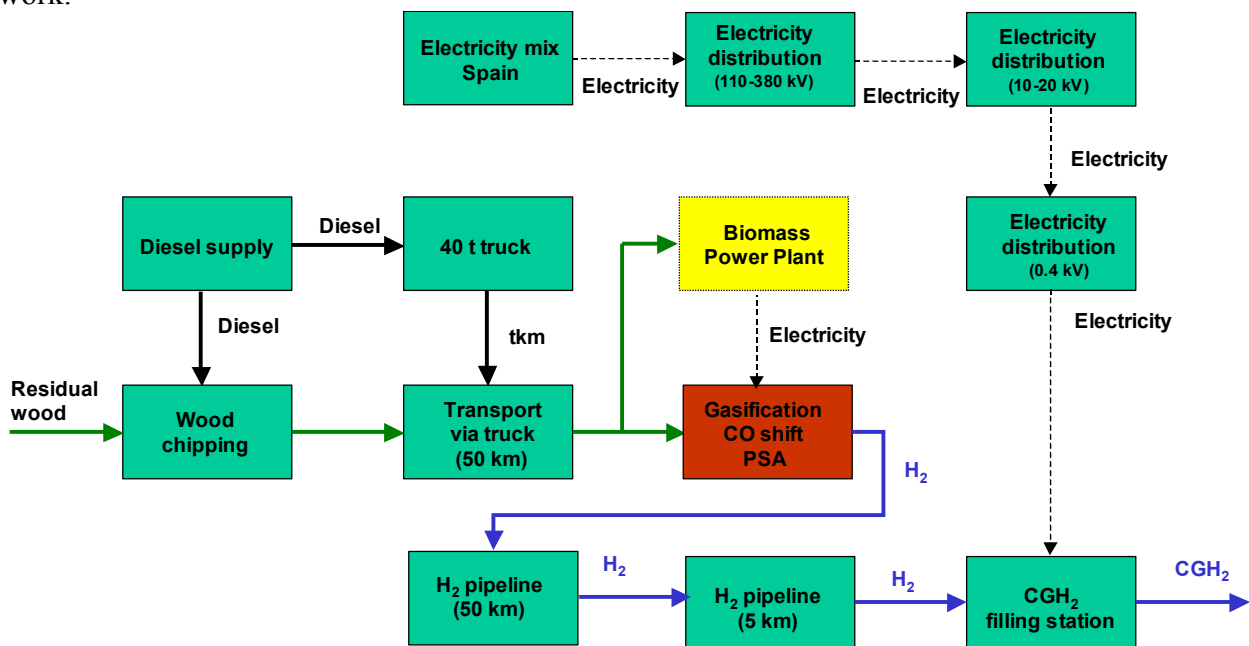 work.
Electricity mix
Spain
Electricity
Electricity
distribution
(110-380 kV)
Electricity
Electricity
distribution
(10-20 kV)
Electricity
Diesel supply
Diesel
40 t truck
Biomass
Power Plant
Electricity
distribution
(0.4 kV)
Diesel
tkm
Electricity
Electricity
Residual
wood
Wood
chipping
Transport
via truck
(50 km)
Gasification
CO shift
PSA
H₂
H₂ pipeline
(50 km)
H₂
H₂ pipeline
(5 km)
H₂
CGH₂
filling station
CGH₂